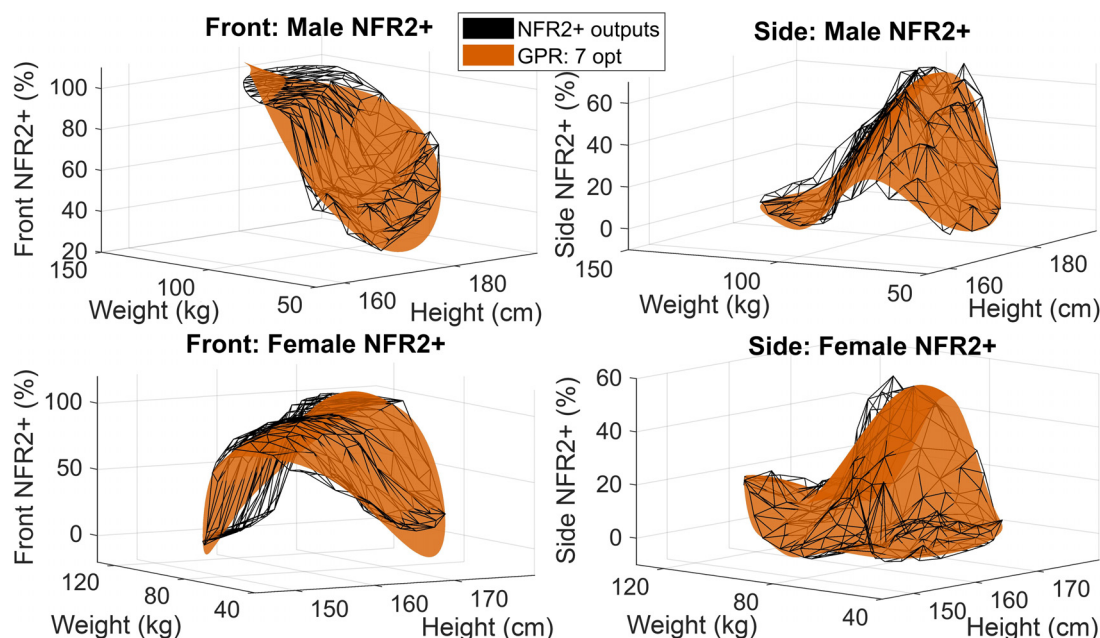 Front: Male NFR2+
NFR2+ outputs
GPR: 7 opt
Side: Male NFR2+
Front NFR2+ (%)
100
80
60
40
20
150
100
50
Weight (kg)
160
180
Height (cm)
Side NFR2+ (%)
60
40
20
0
150
100
50
Weight (kg)
160
180
Height (cm)
Front: Female NFR2+
Front NFR2+ (%)
100
50
0
120
80
40
Weight (kg)
150
160
170
Height (cm)
Side: Female NFR2+
Side NFR2+ (%)
60
40
20
0
120
80
40
Weight (kg)
150
160
170
Height (cm)